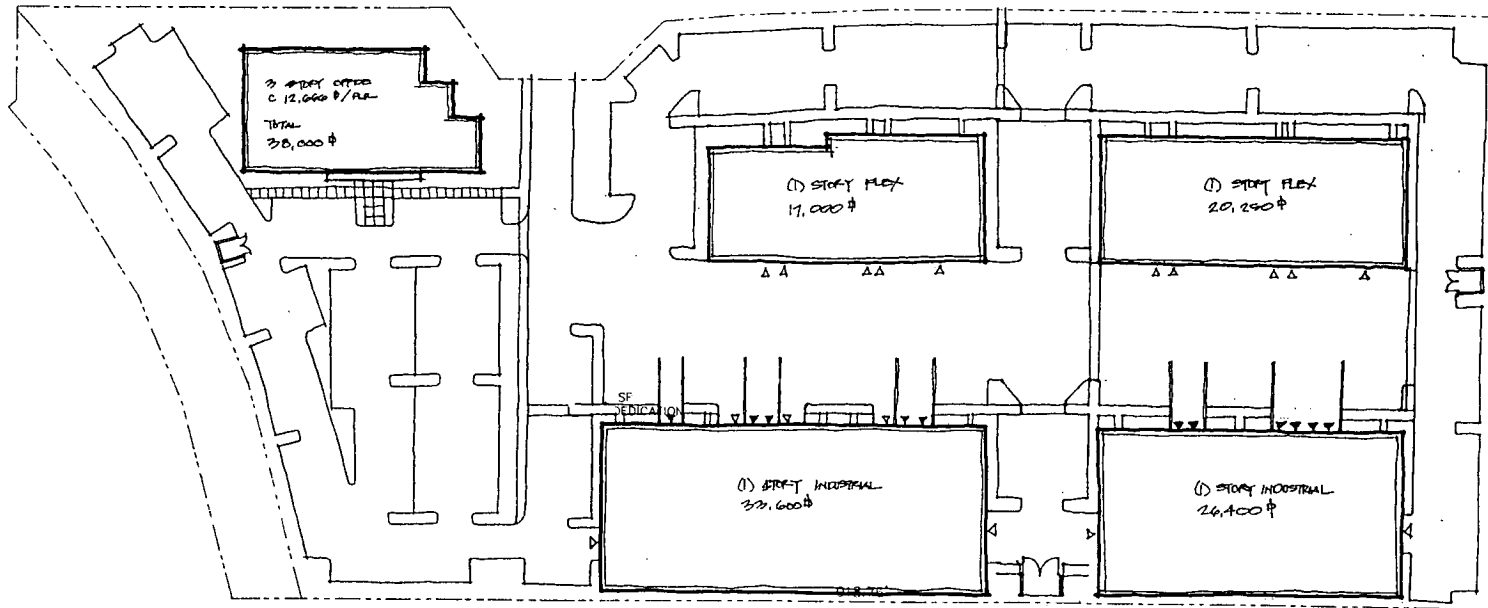 3 STORY OFFICE
@ 12,666 ⌀/FLR.
TOTAL
38,000 ⌀
(1) STORY FLEX
17,000 ⌀
(1) STORY FLEX
20,250 ⌀
SF
DEDICATION
(1) STORY INDUSTRIAL
33,600 ⌀
(1) STORY INDUSTRIAL
26,400 ⌀